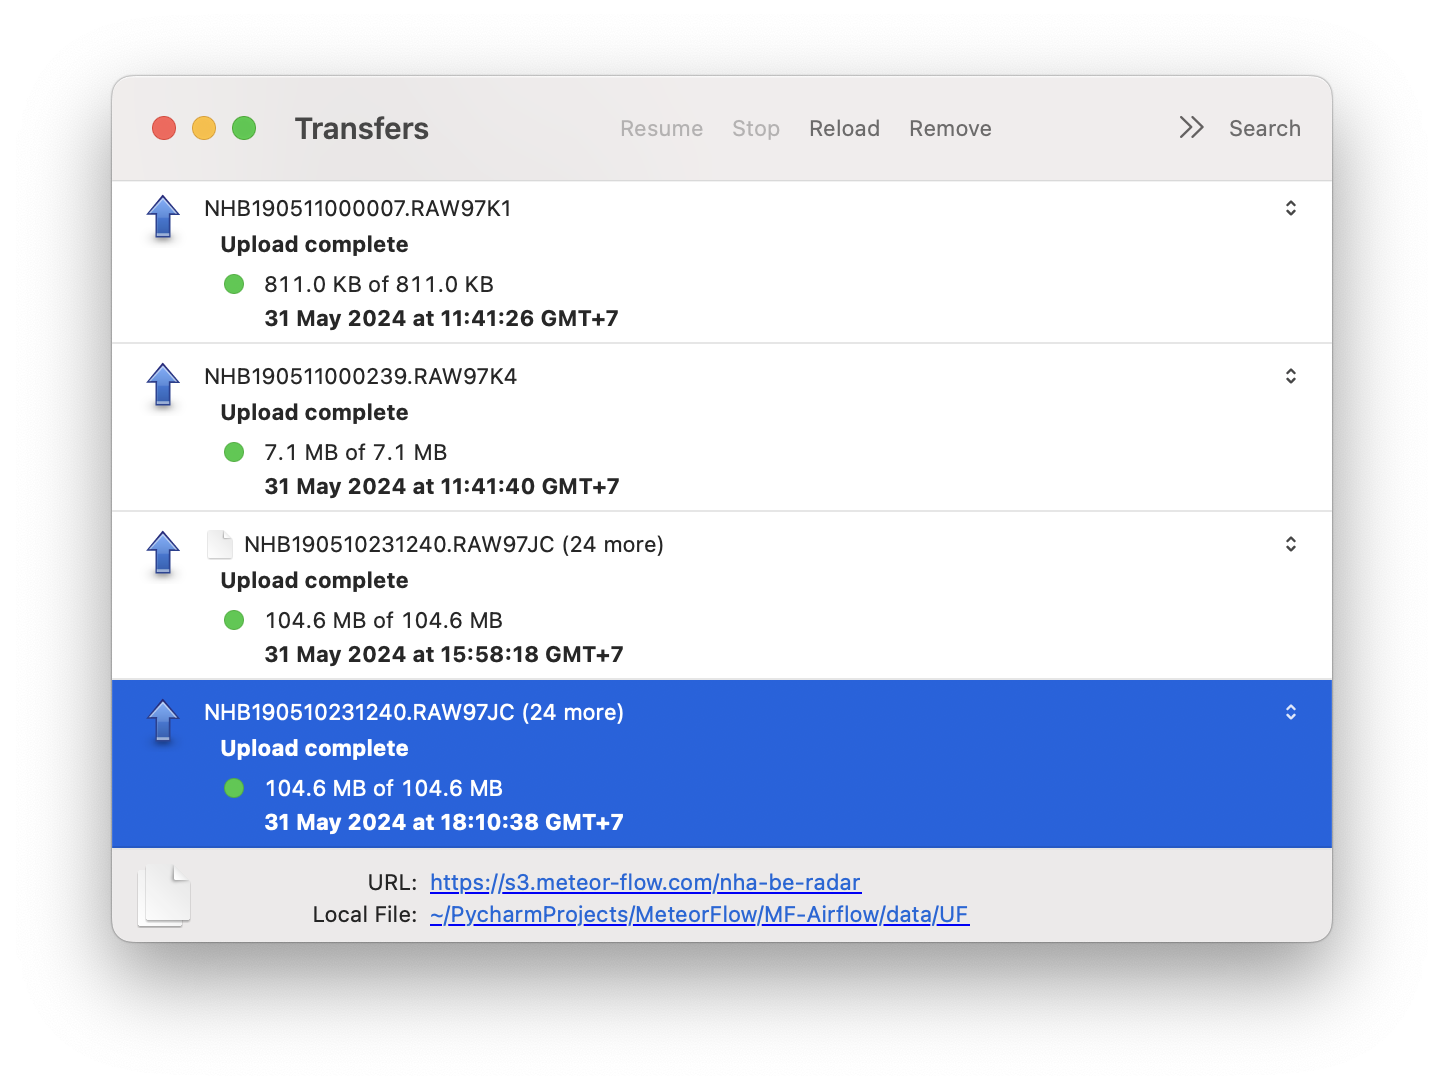 Transfers
Resume Stop Reload Remove Search
NHB190511000007.RAW97K1
Upload complete
811.0 KB of 811.0 KB
31 May 2024 at 11:41:26 GMT+7
NHB190511000239.RAW97K4
Upload complete
7.1 MB of 7.1 MB
31 May 2024 at 11:41:40 GMT+7
NHB190510231240.RAW97JC (24 more)
Upload complete
104.6 MB of 104.6 MB
31 May 2024 at 15:58:18 GMT+7
NHB190510231240.RAW97JC (24 more)
Upload complete
104.6 MB of 104.6 MB
31 May 2024 at 18:10:38 GMT+7
URL: https://s3.meteor-flow.com/nha-be-radar
Local File: ~/PycharmProjects/MeteorFlow/MF-Airflow/data/UF